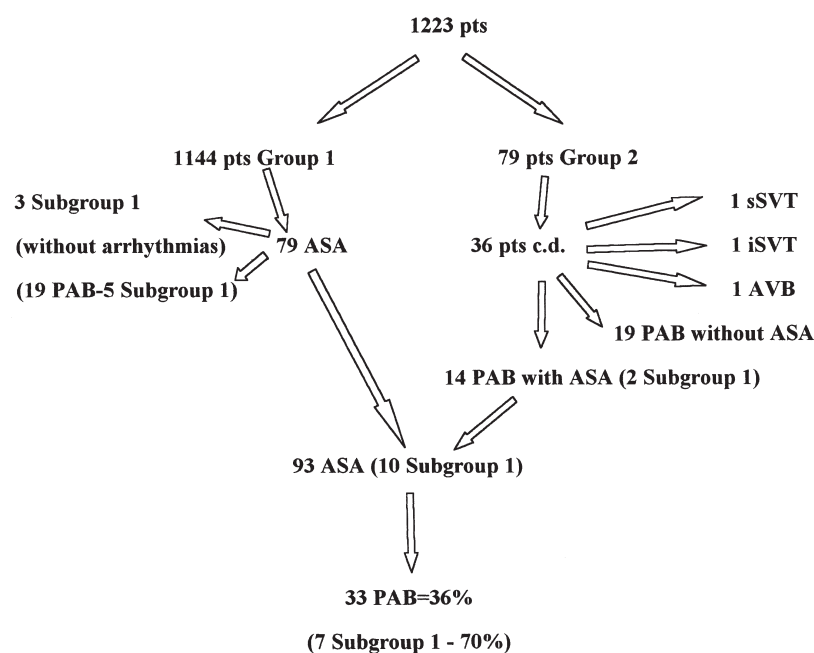 1223 pts
1144 pts Group 1
79 pts Group 2
3 Subgroup 1
(without arrhythmias)
(19 PAB-5 Subgroup 1)
79 ASA
36 pts c.d.
1 sSVT
1 iSVT
1 AVB
19 PAB without ASA
14 PAB with ASA (2 Subgroup 1)
93 ASA (10 Subgroup 1)
33 PAB=36%
(7 Subgroup 1 - 70%)